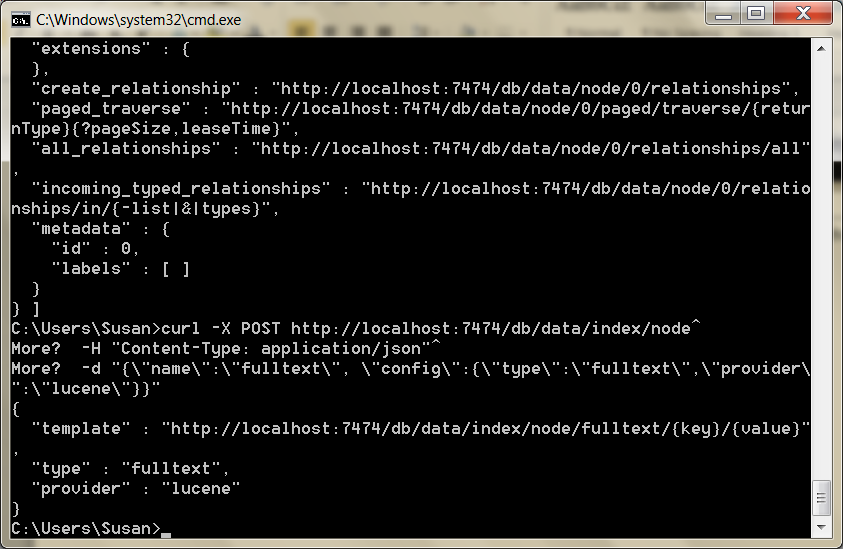 C:\Windows\system32\cmd.exe
"extensions" : {
},
"create_relationship" : "http://localhost:7474/db/data/node/0/relationships",
"paged_traverse" : "http://localhost:7474/db/data/node/0/paged/traverse/{retur
nType}{?pageSize,leaseTime}",
"all_relationships" : "http://localhost:7474/db/data/node/0/relationships/all"
,
"incoming_typed_relationships" : "http://localhost:7474/db/data/node/0/relatio
nships/in/{-list|&|types}",
"metadata" : {
"id" : 0,
"labels" : [ ]
}
} ]
C:\Users\Susan>curl -X POST http://localhost:7474/db/data/index/node^
More?  -H "Content-Type: application/json"^
More?  -d "{\"name\":\"fulltext\", \"config\":{\"type\":\"fulltext\",\"provider\
":\"lucene\"}}"
{
"template" : "http://localhost:7474/db/data/index/node/fulltext/{key}/{value}"
,
"type" : "fulltext",
"provider" : "lucene"
}
C:\Users\Susan>_